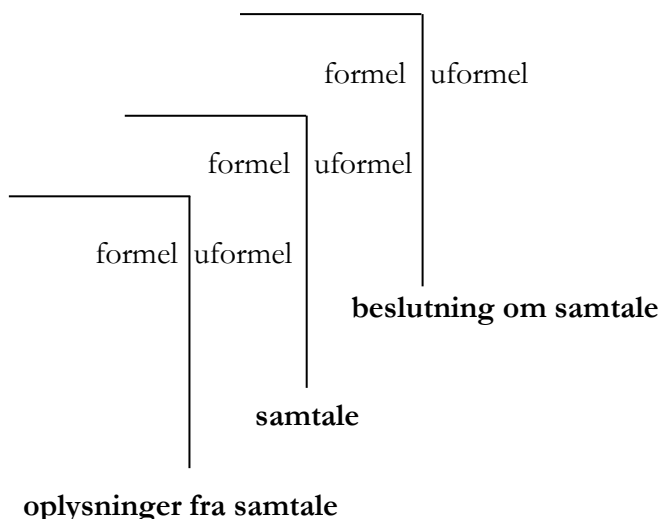 formel uformel
formel uformel
formel uformel
beslutning om samtale
samtale
oplysninger fra samtale